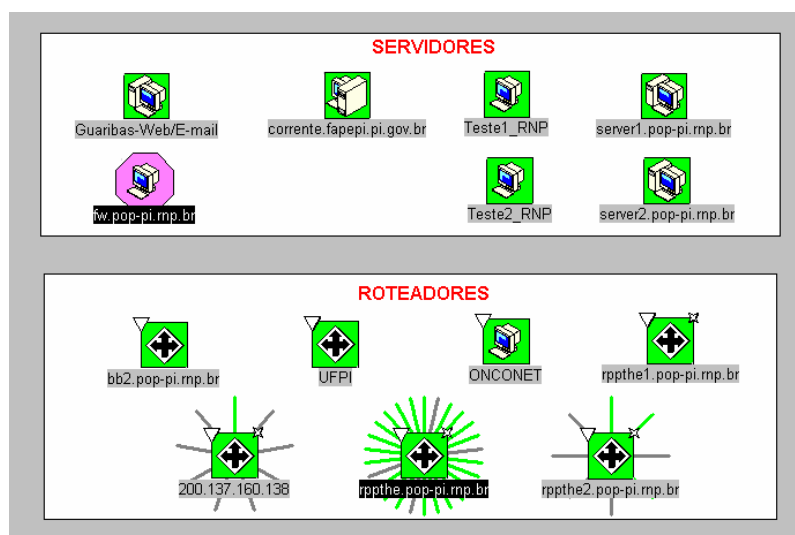 SERVIDORES
Guaribas-Web/E-mail
corrente.fapepi.pi.gov.br
Teste1_RNP
server1.pop-pi.rnp.br
fw.pop-pi.rnp.br
Teste2_RNP
server2.pop-pi.rnp.br
ROTEADORES
bb2.pop-pi.rnp.br
UFPI
ONCONET
rppthe1.pop-pi.rnp.br
200.137.160.138
rppthe.pop-pi.rnp.br
rppthe2.pop-pi.rnp.br